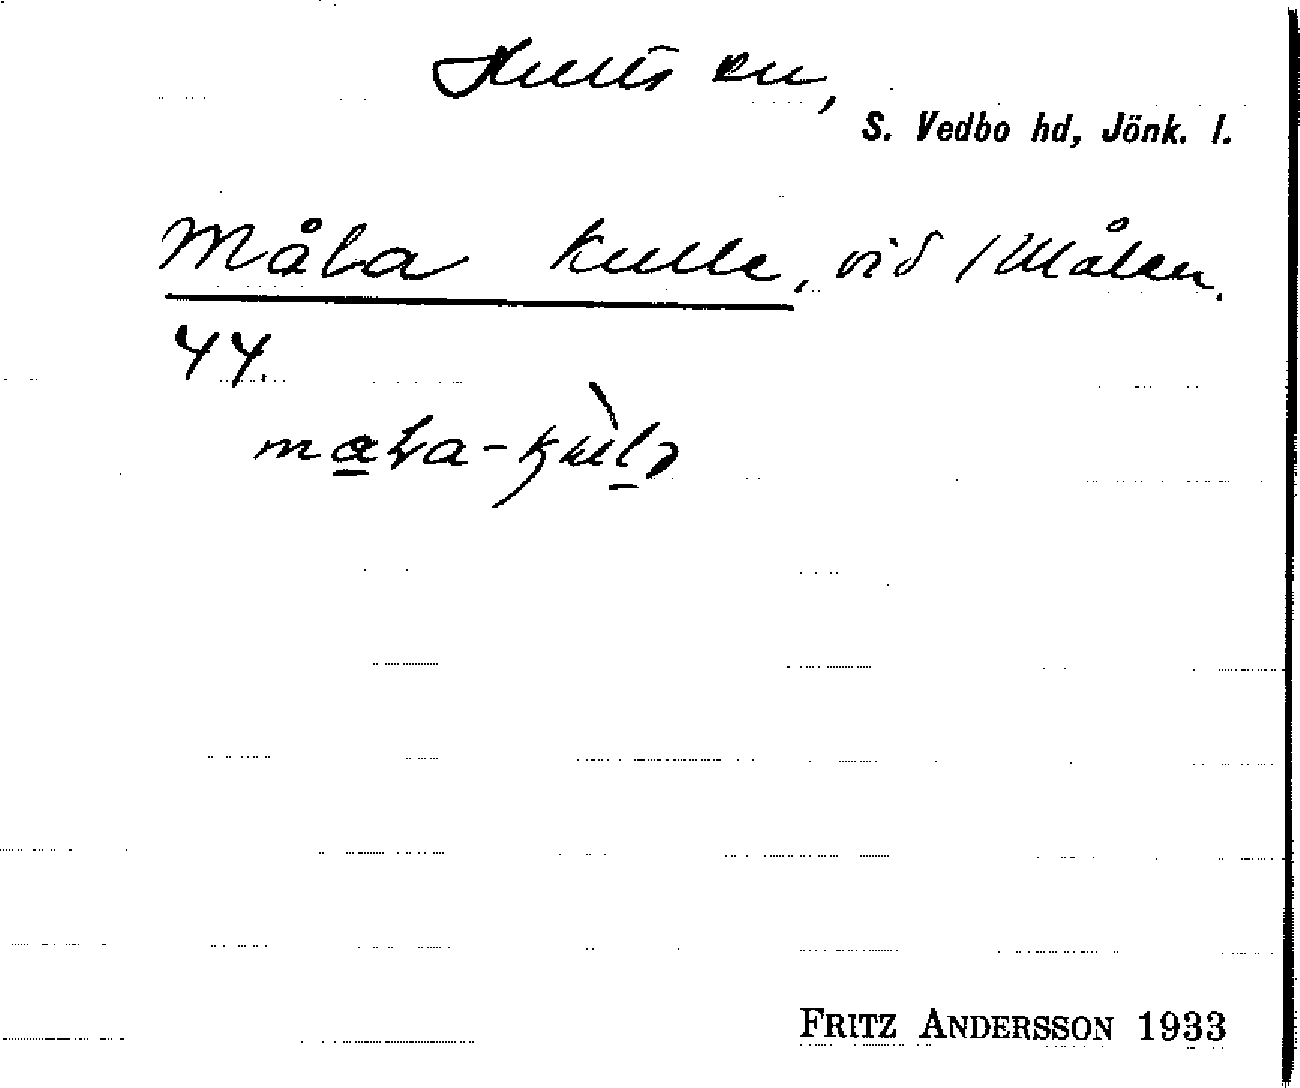 Hults sn,
S. Vedbo hd, Jönk. l.
Måla kulle, vid /Målen.
44.
FRITZ ANDERSSON 1933